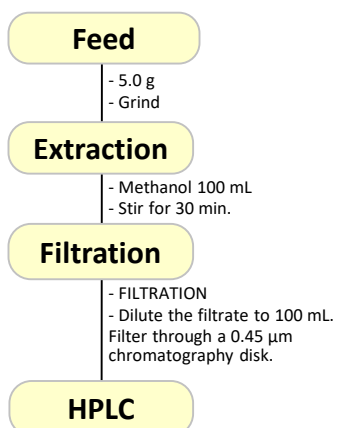 Feed
- 5.0 g
- Grind
Extraction
- Methanol 100 mL
- Stir for 30 min.
Filtration
- FILTRATION
- Dilute the filtrate to 100 mL.
Filter through a 0.45 µm
chromatography disk.
HPLC